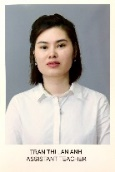 TRAN THI LAN ANH
ASSISTANT TEACHER